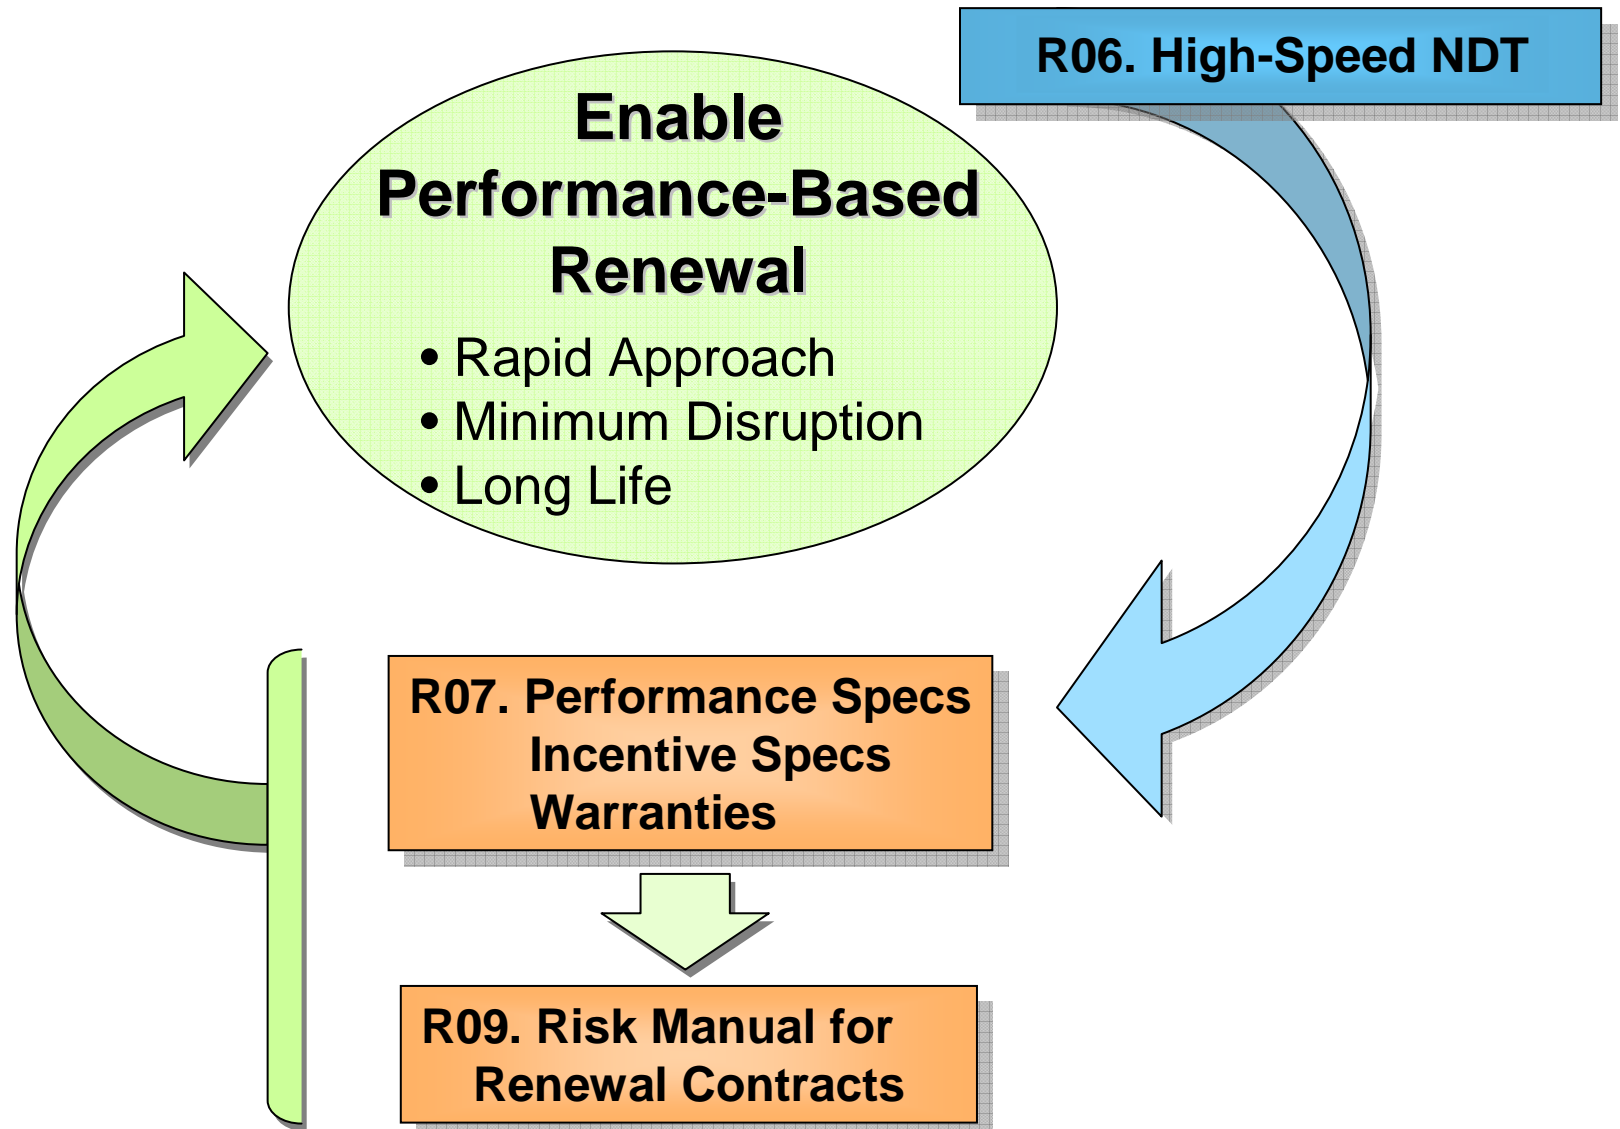 R06. High-Speed NDT
Enable
Performance-Based
Renewal
• Rapid Approach
• Minimum Disruption
• Long Life
R07. Performance Specs
Incentive Specs
Warranties
R09. Risk Manual for
Renewal Contracts